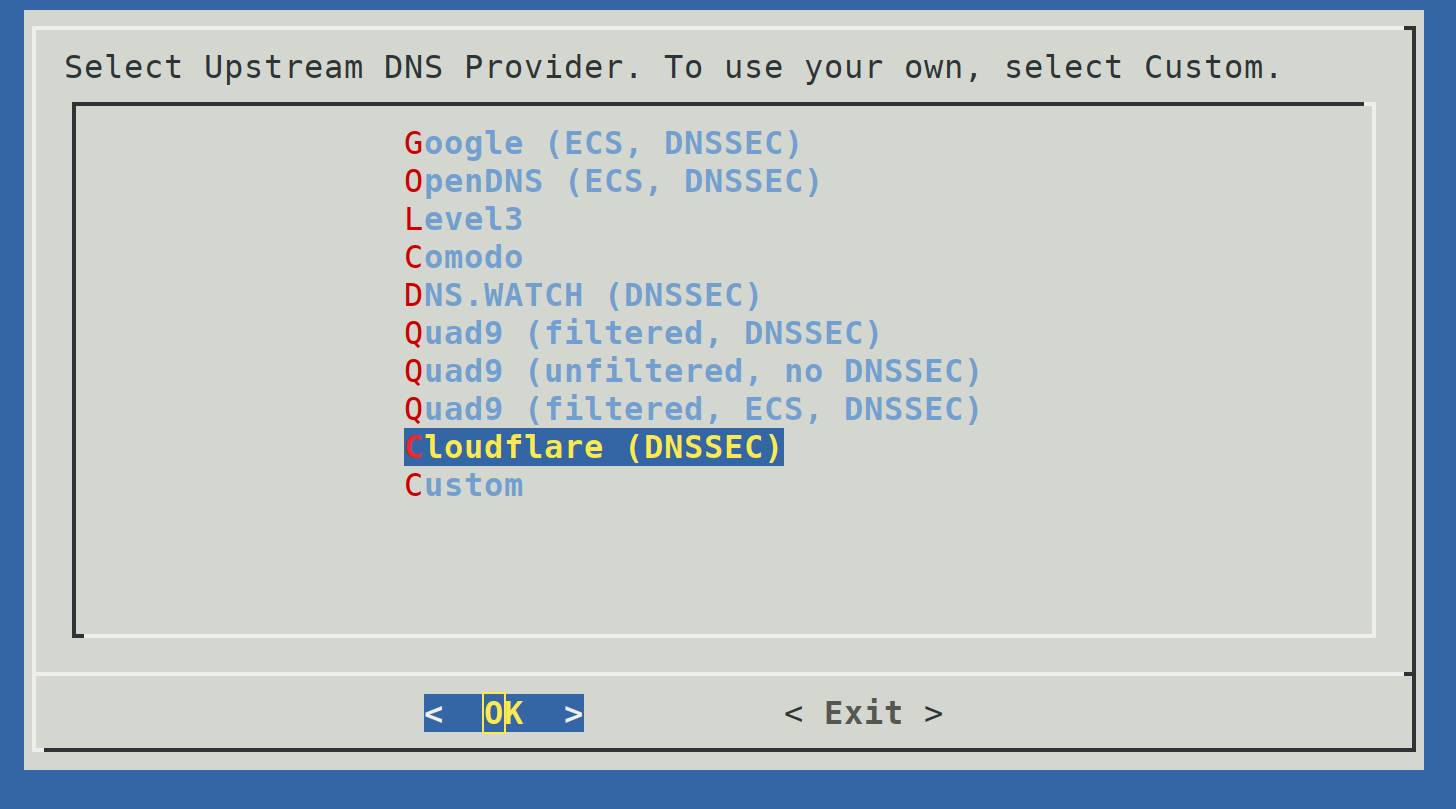 Select Upstream DNS Provider. To use your own, select Custom.
Google (ECS, DNSSEC)
OpenDNS (ECS, DNSSEC)
Level3
Comodo
DNS.WATCH (DNSSEC)
Quad9 (filtered, DNSSEC)
Quad9 (unfiltered, no DNSSEC)
Quad9 (filtered, ECS, DNSSEC)
Cloudflare (DNSSEC)
Custom
<  OK  > < Exit >